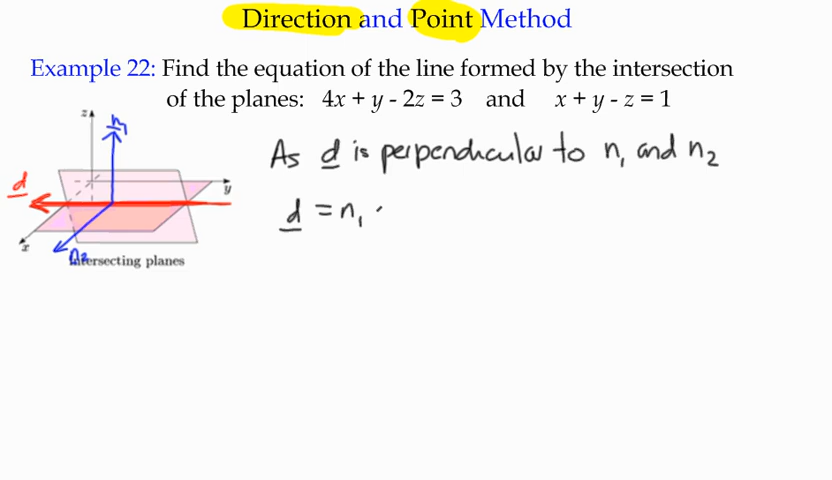 Direction and Point Method
Example 22: Find the equation of the line formed by the intersection
of the planes: 4x + y - 2z = 3 and x + y - z = 1
As d is perpendicular to n₁ and n₂
d = n₁
z
n₁
d
y
x
n₂
Intersecting planes